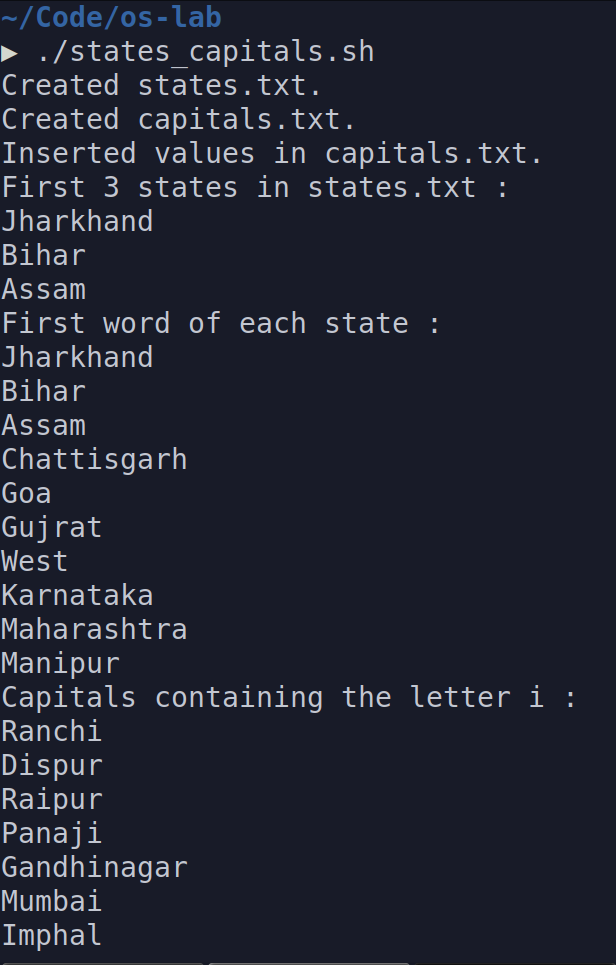 ~/Code/os-lab
▶ ./states_capitals.sh
Created states.txt.
Created capitals.txt.
Inserted values in capitals.txt.
First 3 states in states.txt :
Jharkhand
Bihar
Assam
First word of each state :
Jharkhand
Bihar
Assam
Chattisgarh
Goa
Gujrat
West
Karnataka
Maharashtra
Manipur
Capitals containing the letter i :
Ranchi
Dispur
Raipur
Panaji
Gandhinagar
Mumbai
Imphal